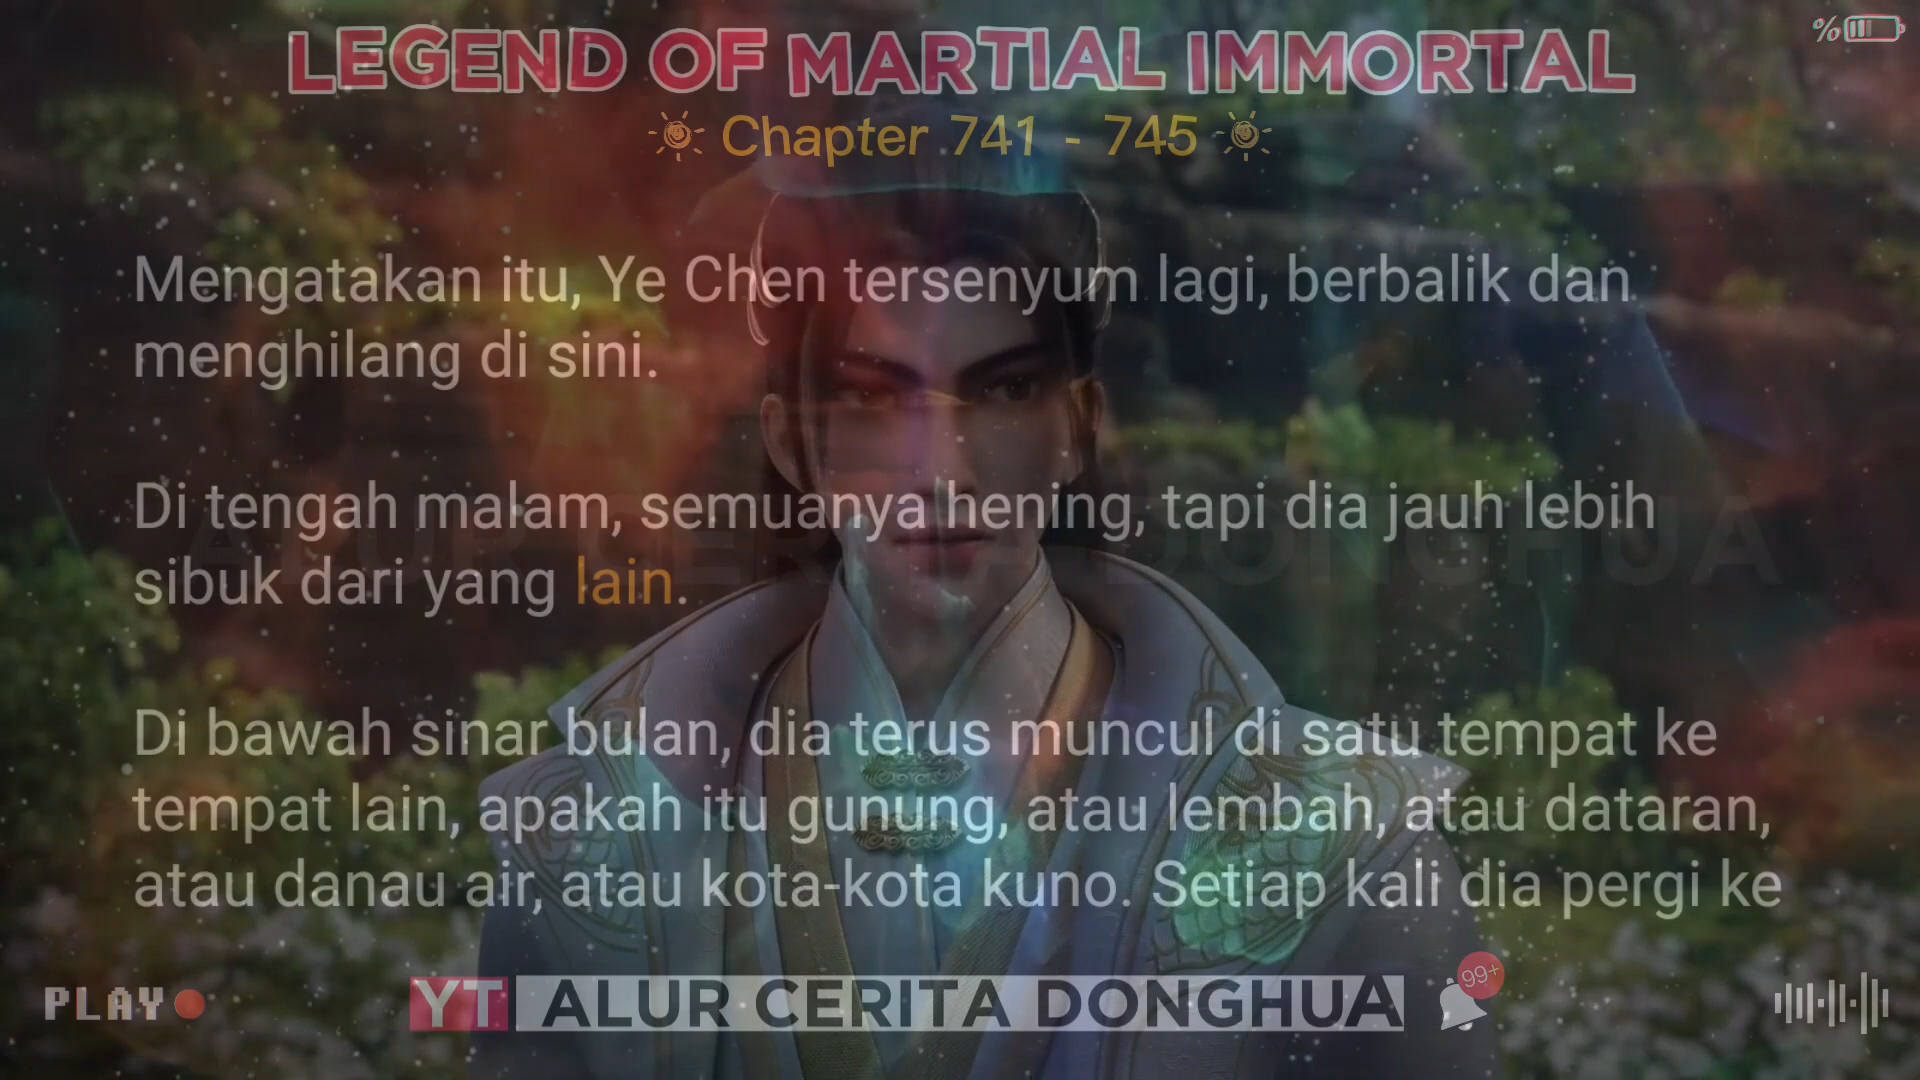 LEGEND OF MARTIAL IMMORTAL
%
Chapter 741 - 745
Mengatakan itu, Ye Chen tersenyum lagi, berbalik dan
menghilang di sini.
Di tengah malam, semuanya hening, tapi dia jauh lebih
sibuk dari yang lain.
ALUR CERITA DONGHUA
Di bawah sinar bulan, dia terus muncul di satu tempat ke
tempat lain, apakah itu gunung, atau lembah, atau dataran,
atau danau air, atau kota-kota kuno. Setiap kali dia pergi ke
PLAY
YT ALUR CERITA DONGHUA
99+